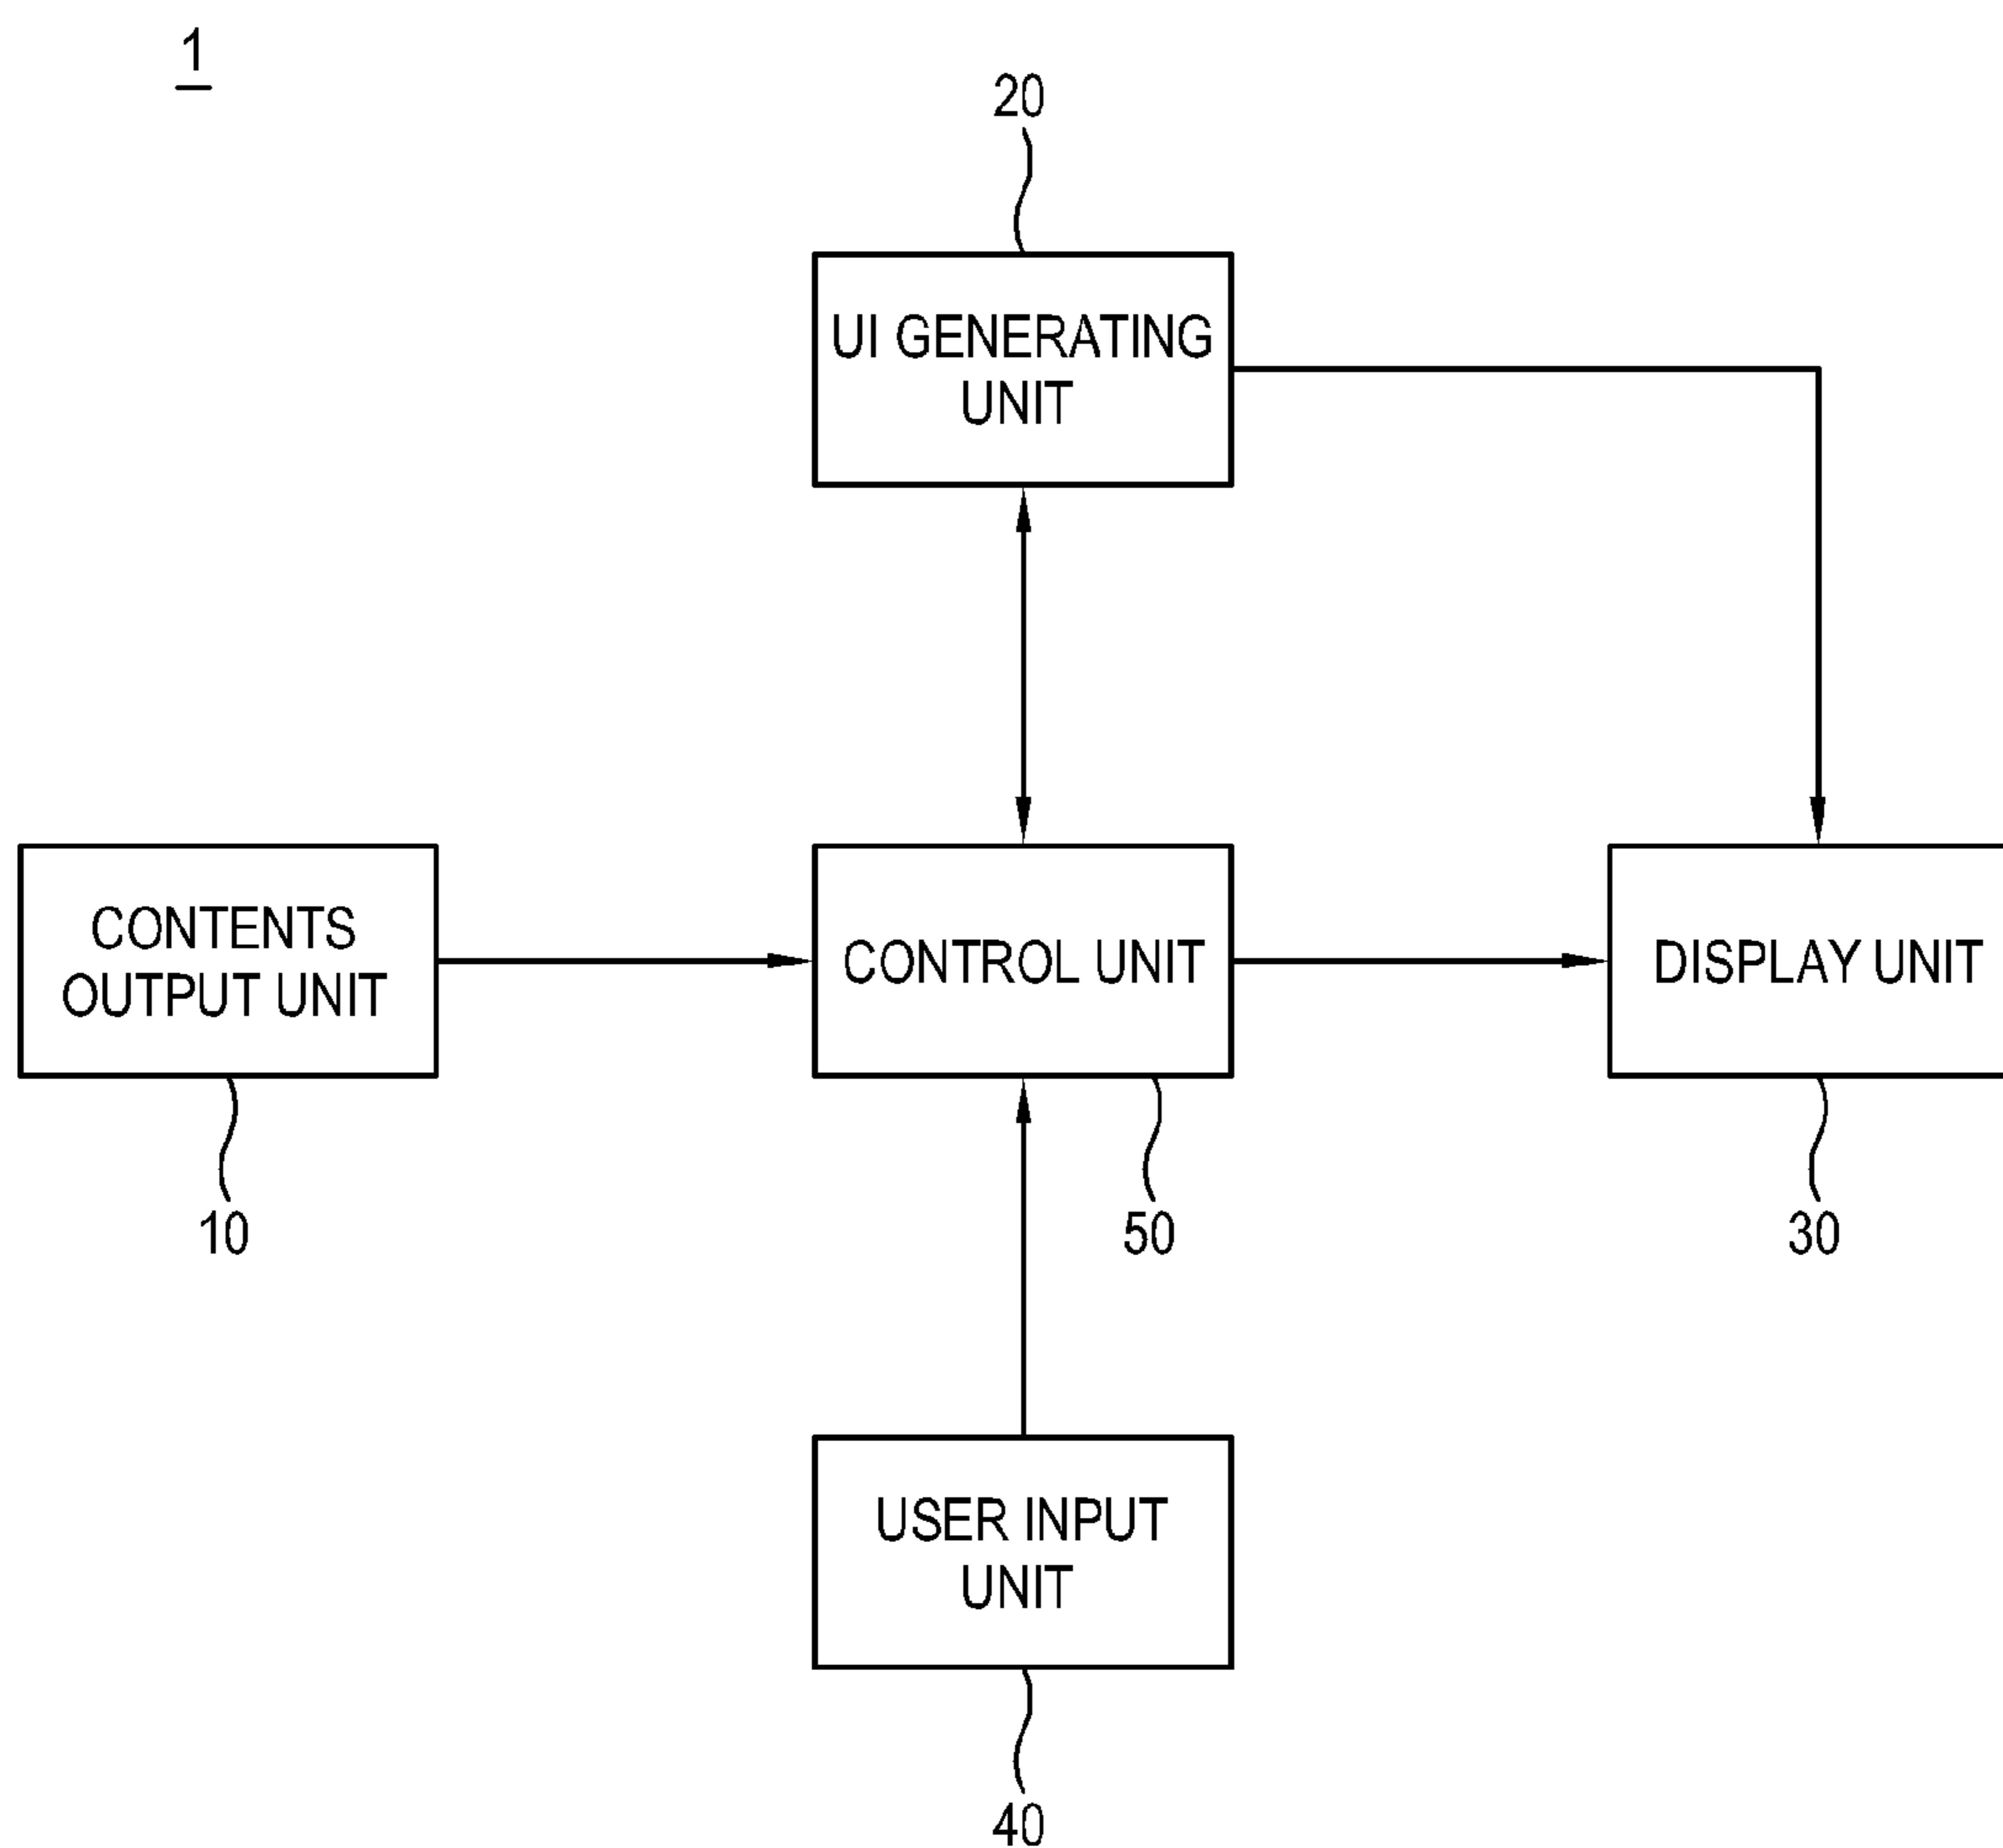 1
20
UI GENERATING
UNIT
CONTENTS
OUTPUT UNIT
CONTROL UNIT
DISPLAY UNIT
10
50
30
USER INPUT
UNIT
40